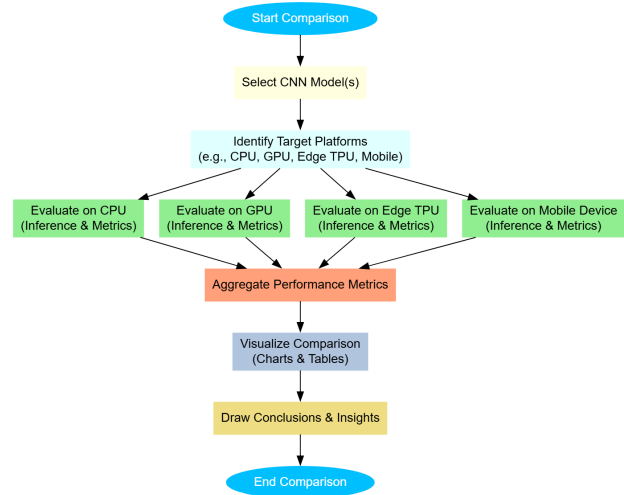 Start Comparison
Select CNN Model(s)
Identify Target Platforms
(e.g., CPU, GPU, Edge TPU, Mobile)
Evaluate on CPU
(Inference & Metrics)
Evaluate on GPU
(Inference & Metrics)
Evaluate on Edge TPU
(Inference & Metrics)
Evaluate on Mobile Device
(Inference & Metrics)
Aggregate Performance Metrics
Visualize Comparison
(Charts & Tables)
Draw Conclusions & Insights
End Comparison